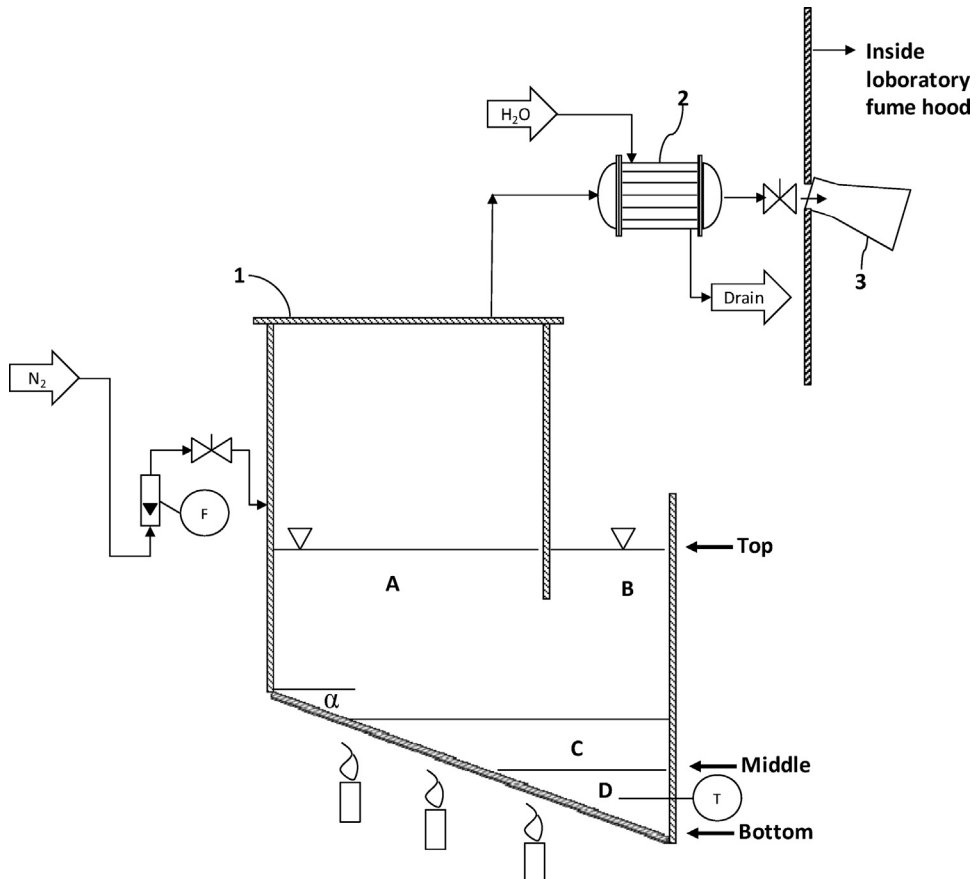 Inside
loboratory
fume hood
2
H₂O
3
Drain
1
N₂
F
Top
A
B
α
C
Middle
D
T
Bottom